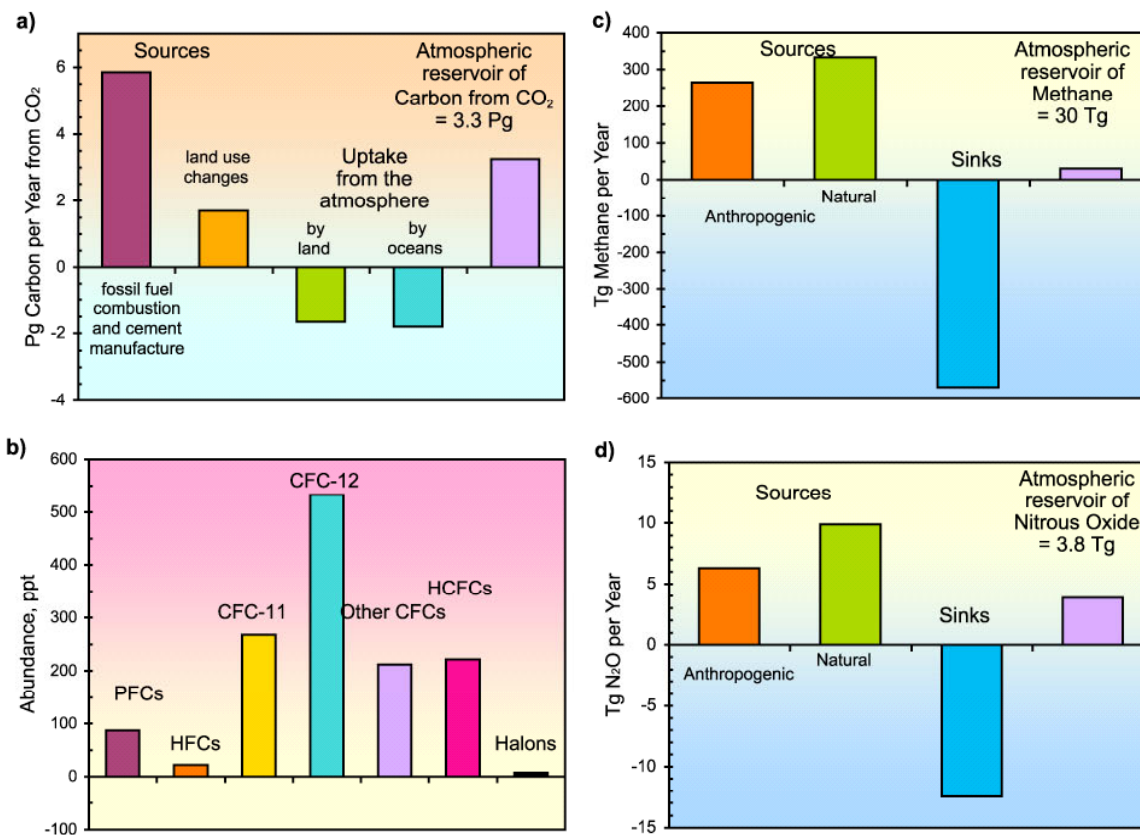 a)
Sources
Atmospheric
reservoir of
Carbon from CO₂
= 3.3 Pg
land use
changes
Uptake
from the
atmosphere
by
land
by
oceans
fossil fuel
combustion
and cement
manufacture
Pg Carbon per Year from CO₂
6
4
2
0
-2
-4
c)
Sources
Atmospheric
reservoir of
Methane
= 30 Tg
Sinks
Natural
Anthropogenic
Tg Methane per Year
400
300
200
100
0
-100
-200
-300
-400
-500
-600
b)
CFC-12
CFC-11
Other CFCs
HCFCs
PFCs
HFCs
Halons
Abundance, ppt
600
500
400
300
200
100
0
-100
d)
Sources
Atmospheric
reservoir of
Nitrous Oxide
= 3.8 Tg
Sinks
Natural
Anthropogenic
Tg N₂O per Year
15
10
5
0
-5
-10
-15